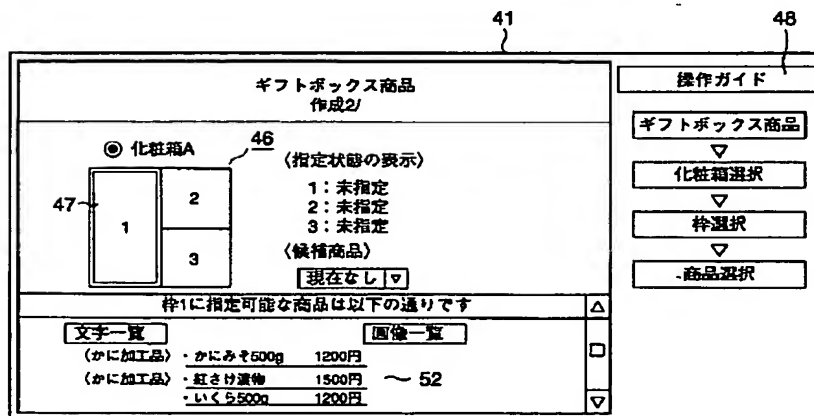 41
48
ギフトボックス商品
作成2/
化粧箱A
46
〈指定状態の表示〉
47
1
2
3
1:未指定
2:未指定
3:未指定
〈候補商品〉
現在なし ▽
枠1に指定可能な商品は以下の通りです
文字一覧 画像一覧
〈かに加工品〉・かにみそ500g 1200円
〈かに加工品〉・紅さけ漬物 1500円
・いくら500g 1200円
52
操作ガイド
ギフトボックス商品
▽
化粧箱選択
▽
枠選択
▽
商品選択